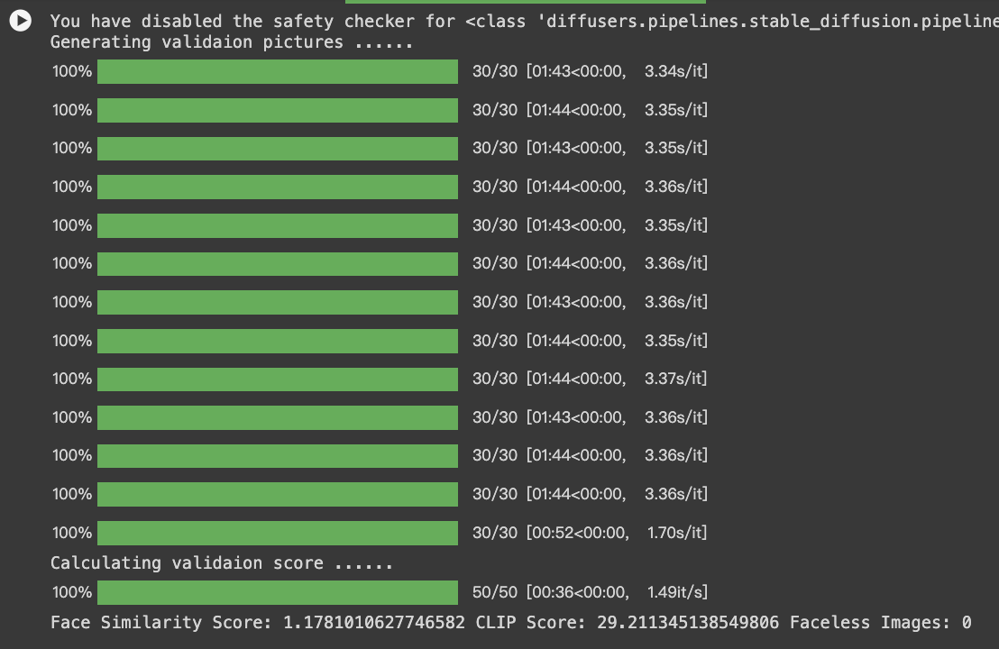 You have disabled the safety checker for <class 'diffusers.pipelines.stable_diffusion.pipeline
Generating validaion pictures ......
100% 30/30 [01:43<00:00, 3.34s/it]
100% 30/30 [01:44<00:00, 3.35s/it]
100% 30/30 [01:43<00:00, 3.35s/it]
100% 30/30 [01:44<00:00, 3.36s/it]
100% 30/30 [01:43<00:00, 3.35s/it]
100% 30/30 [01:44<00:00, 3.36s/it]
100% 30/30 [01:43<00:00, 3.36s/it]
100% 30/30 [01:44<00:00, 3.35s/it]
100% 30/30 [01:44<00:00, 3.37s/it]
100% 30/30 [01:43<00:00, 3.36s/it]
100% 30/30 [01:44<00:00, 3.36s/it]
100% 30/30 [01:44<00:00, 3.36s/it]
100% 30/30 [00:52<00:00, 1.70s/it]
Calculating validaion score ......
100% 50/50 [00:36<00:00, 1.49it/s]
Face Similarity Score: 1.1781010627746582 CLIP Score: 29.211345138549806 Faceless Images: 0